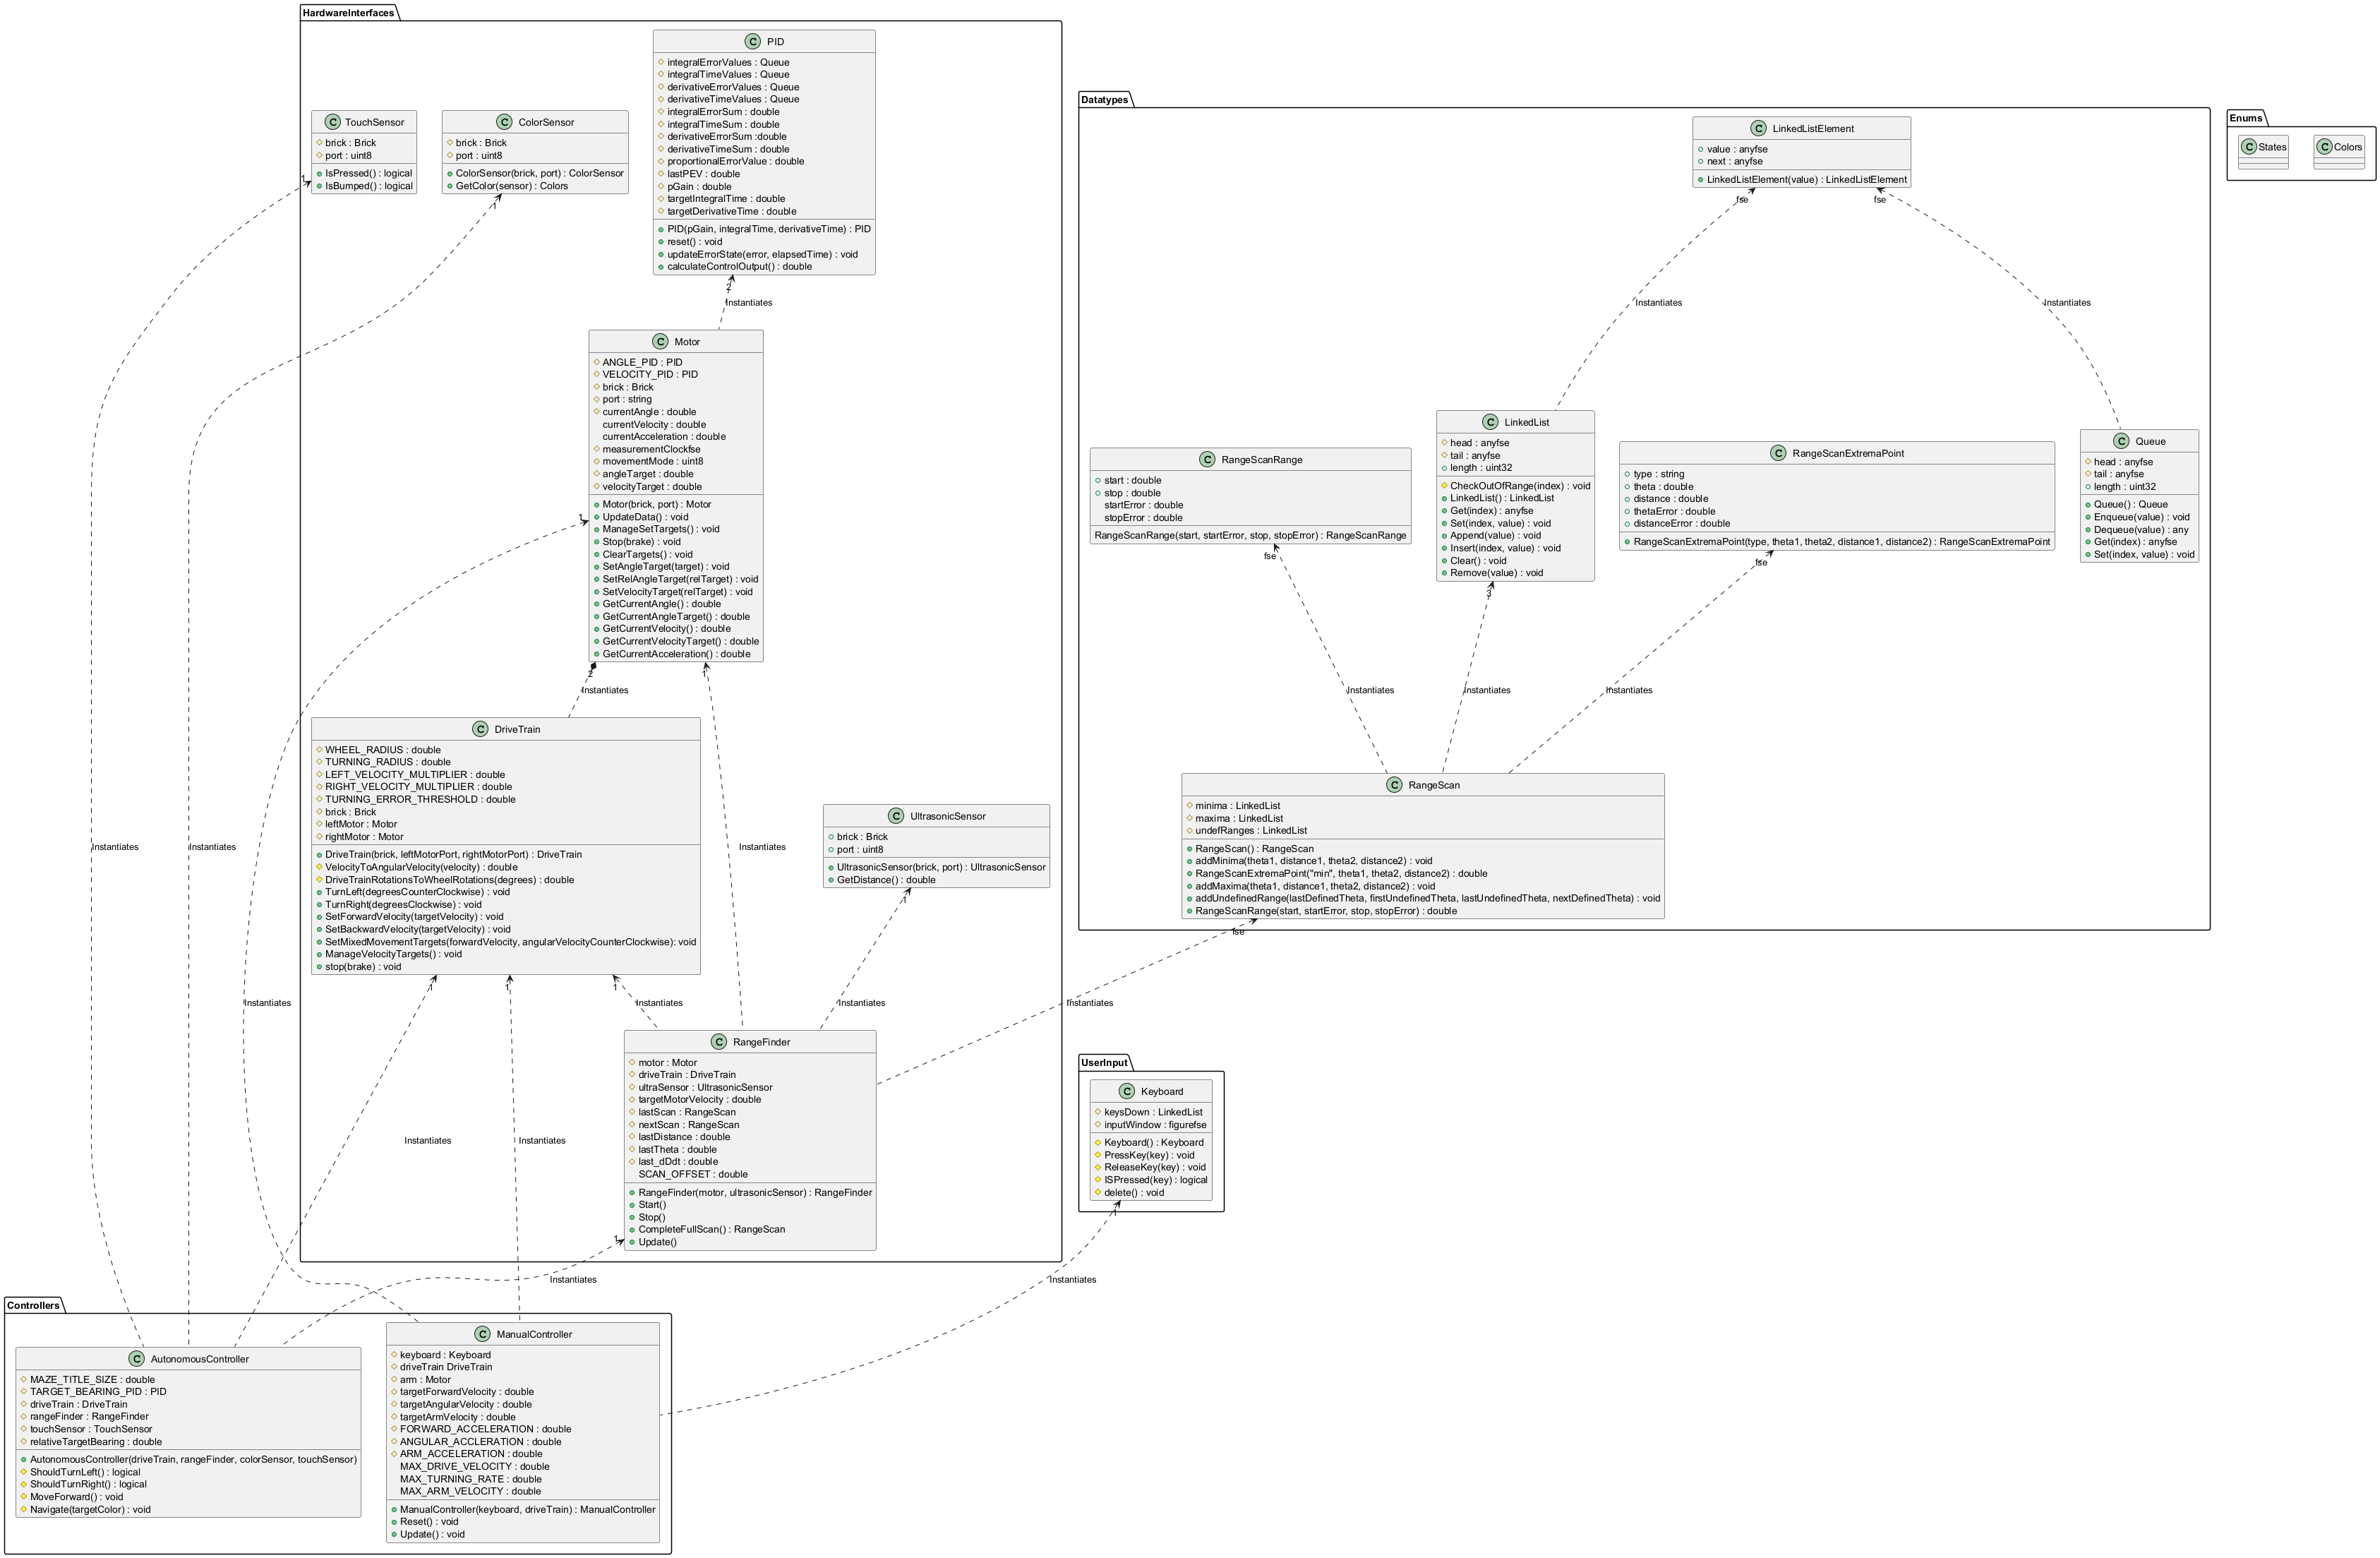 HardwareInterfaces
PID
integralErrorValues : Queue
integralTimeValues : Queue
derivativeErrorValues : Queue
derivativeTimeValues : Queue
integralErrorSum : double
integralTimeSum : double
derivativeErrorSum :double
derivativeTimeSum : double
proportionalErrorValue : double
lastPEV : double
pGain : double
targetIntegralTime : double
targetDerivativeTime : double
PID(pGain, integralTime, derivativeTime) : PID
reset() : void
updateErrorState(error, elapsedTime) : void
calculateControlOutput() : double
TouchSensor
brick : Brick
port : uint8
IsPressed() : logical
IsBumped() : logical
1
ColorSensor
brick : Brick
port : uint8
ColorSensor(brick, port) : ColorSensor
GetColor(sensor) : Colors
1
2
Instantiates
Motor
ANGLE_PID : PID
VELOCITY_PID : PID
brick : Brick
port : string
currentAngle : double
currentVelocity : double
currentAcceleration : double
measurementClockfse
movementMode : uint8
angleTarget : double
velocityTarget : double
Motor(brick, port) : Motor
UpdateData() : void
ManageSetTargets() : void
Stop(brake) : void
ClearTargets() : void
SetAngleTarget(target) : void
SetRelAngleTarget(relTarget) : void
SetVelocityTarget(relTarget) : void
GetCurrentAngle() : double
GetCurrentAngleTarget() : double
GetCurrentVelocity() : double
GetCurrentVelocityTarget() : double
GetCurrentAcceleration() : double
1
2
1
Instantiates
DriveTrain
WHEEL_RADIUS : double
TURNING_RADIUS : double
LEFT_VELOCITY_MULTIPLIER : double
RIGHT_VELOCITY_MULTIPLIER : double
TURNING_ERROR_THRESHOLD : double
brick : Brick
leftMotor : Motor
rightMotor : Motor
DriveTrain(brick, leftMotorPort, rightMotorPort) : DriveTrain
VelocityToAngularVelocity(velocity) : double
DriveTrainRotationsToWheelRotations(degrees) : double
TurnLeft(degreesCounterClockwise) : void
TurnRight(degreesClockwise) : void
SetForwardVelocity(targetVelocity) : void
SetBackwardVelocity(targetVelocity) : void
SetMixedMovementTargets(forwardVelocity, angularVelocityCounterClockwise): void
ManageVelocityTargets() : void
stop(brake) : void
1
1
1
UltrasonicSensor
brick : Brick
port : uint8
UltrasonicSensor(brick, port) : UltrasonicSensor
GetDistance() : double
1
Instantiates
Instantiates
Instantiates
Instantiates
Instantiates
Instantiates
Instantiates
RangeFinder
motor : Motor
driveTrain : DriveTrain
ultraSensor : UltrasonicSensor
targetMotorVelocity : double
lastScan : RangeScan
nextScan : RangeScan
lastDistance : double
lastTheta : double
last_dDdt : double
SCAN_OFFSET : double
RangeFinder(motor, ultrasonicSensor) : RangeFinder
Start()
Stop()
CompleteFullScan() : RangeScan
Update()
1
Instantiates
Instantiates
Instantiates
Datatypes
LinkedListElement
value : anyfse
next : anyfse
LinkedListElement(value) : LinkedListElement
fse
fse
Instantiates
Instantiates
RangeScanRange
start : double
stop : double
startError : double
stopError : double
RangeScanRange(start, startError, stop, stopError) : RangeScanRange
fse
LinkedList
head : anyfse
tail : anyfse
length : uint32
CheckOutOfRange(index) : void
LinkedList() : LinkedList
Get(index) : anyfse
Set(index, value) : void
Append(value) : void
Insert(index, value) : void
Clear() : void
Remove(value) : void
3
RangeScanExtremaPoint
type : string
theta : double
distance : double
thetaError : double
distanceError : double
RangeScanExtremaPoint(type, theta1, theta2, distance1, distance2) : RangeScanExtremaPoint
fse
Queue
head : anyfse
tail : anyfse
length : uint32
Queue() : Queue
Enqueue(value) : void
Dequeue(value) : any
Get(index) : anyfse
Set(index, value) : void
Instantiates
Instantiates
Instantiates
RangeScan
minima : LinkedList
maxima : LinkedList
undefRanges : LinkedList
RangeScan() : RangeScan
addMinima(theta1, distance1, theta2, distance2) : void
RangeScanExtremaPoint("min", theta1, theta2, distance2) : double
addMaxima(theta1, distance1, theta2, distance2) : void
addUndefinedRange(lastDefinedTheta, firstUndefinedTheta, lastUndefinedTheta, nextDefinedTheta) : void
RangeScanRange(start, startError, stop, stopError) : double
fse
Enums
States
Colors
UserInput
Keyboard
keysDown : LinkedList
inputWindow : figurefse
Keyboard() : Keyboard
PressKey(key) : void
ReleaseKey(key) : void
ISPressed(key) : logical
delete() : void
1
Instantiates
Instantiates
Controllers
AutonomousController
MAZE_TITLE_SIZE : double
TARGET_BEARING_PID : PID
driveTrain : DriveTrain
rangeFinder : RangeFinder
touchSensor : TouchSensor
relativeTargetBearing : double
AutonomousController(driveTrain, rangeFinder, colorSensor, touchSensor)
ShouldTurnLeft() : logical
ShouldTurnRight() : logical
MoveForward() : void
Navigate(targetColor) : void
ManualController
keyboard : Keyboard
driveTrain DriveTrain
arm : Motor
targetForwardVelocity : double
targetAngularVelocity : double
targetArmVelocity : double
FORWARD_ACCELERATION : double
ANGULAR_ACCLERATION : double
ARM_ACCELERATION : double
MAX_DRIVE_VELOCITY : double
MAX_TURNING_RATE : double
MAX_ARM_VELOCITY : double
ManualController(keyboard, driveTrain) : ManualController
Reset() : void
Update() : void